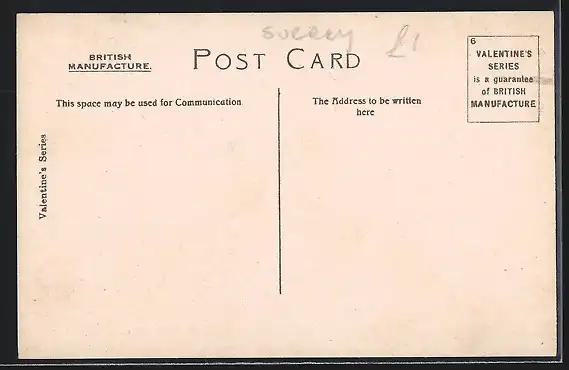 surrey £1
BRITISH
MANUFACTURE.
POST CARD
6
VALENTINE'S
SERIES
is a guarantee
of BRITISH
MANUFACTURE
This space may be used for Communication
The Address to be written
here
Valentine's Series